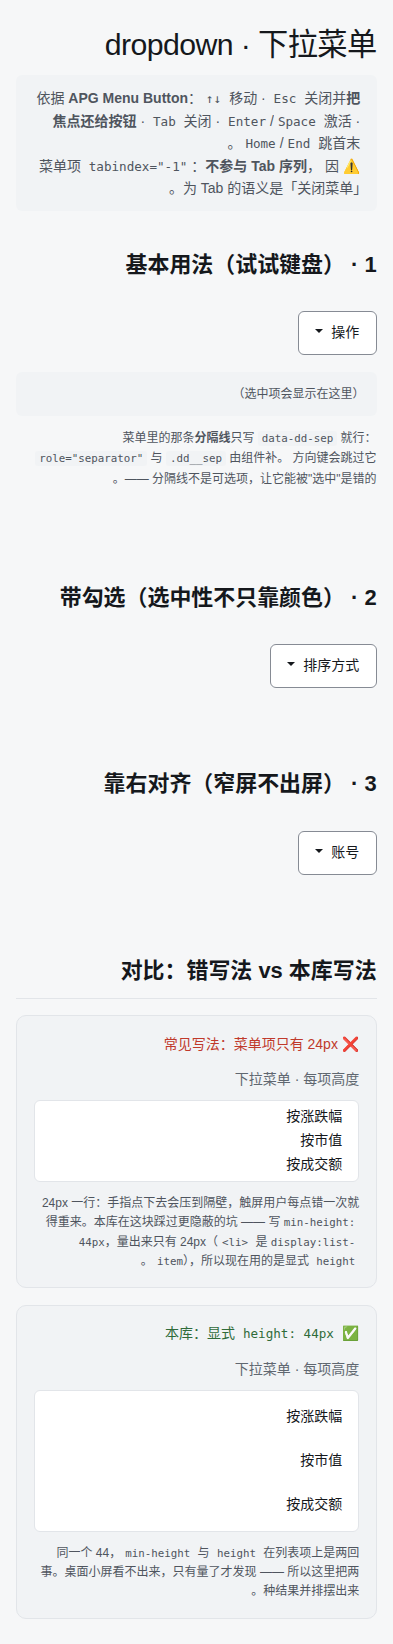 dropdown · 下拉菜单
依据 APG Menu Button： ↑↓ 移动 · Esc 关闭并把
焦点还给按钮 · Tab 关闭 · Enter / Space 激活 ·
Home / End 跳首末 。
⚠️ 菜单项 tabindex="-1" ：不参与 Tab 序列， 因
为 Tab 的语义是「关闭菜单」。
1 · 基本用法（试试键盘）
操作
（选中项会显示在这里）
菜单里的那条分隔线只写 data-dd-sep 就行：
role="separator" 与 .dd__sep 由组件补。 方向键会跳过它
—— 分隔线不是可选项，让它能被"选中"是错的。
2 · 带勾选（选中性不只靠颜色）
排序方式
3 · 靠右对齐（窄屏不出屏）
账号
对比：错写法 vs 本库写法
❌ 常见写法：菜单项只有 24px
下拉菜单 · 每项高度
按涨跌幅
按市值
按成交额
24px 一行：手指点下去会压到隔壁，触屏用户每点错一次就
得重来。本库在这块踩过更隐蔽的坑 —— 写 min-height:
44px，量出来只有 24px（ <li> 是 display:list-
item），所以现在用的是显式 height 。
✅ 本库：显式 height: 44px
下拉菜单 · 每项高度
按涨跌幅
按市值
按成交额
同一个 44， min-height 与 height 在列表项上是两回
事。桌面小屏看不出来，只有量了才发现 —— 所以这里把两
种结果并排摆出来。